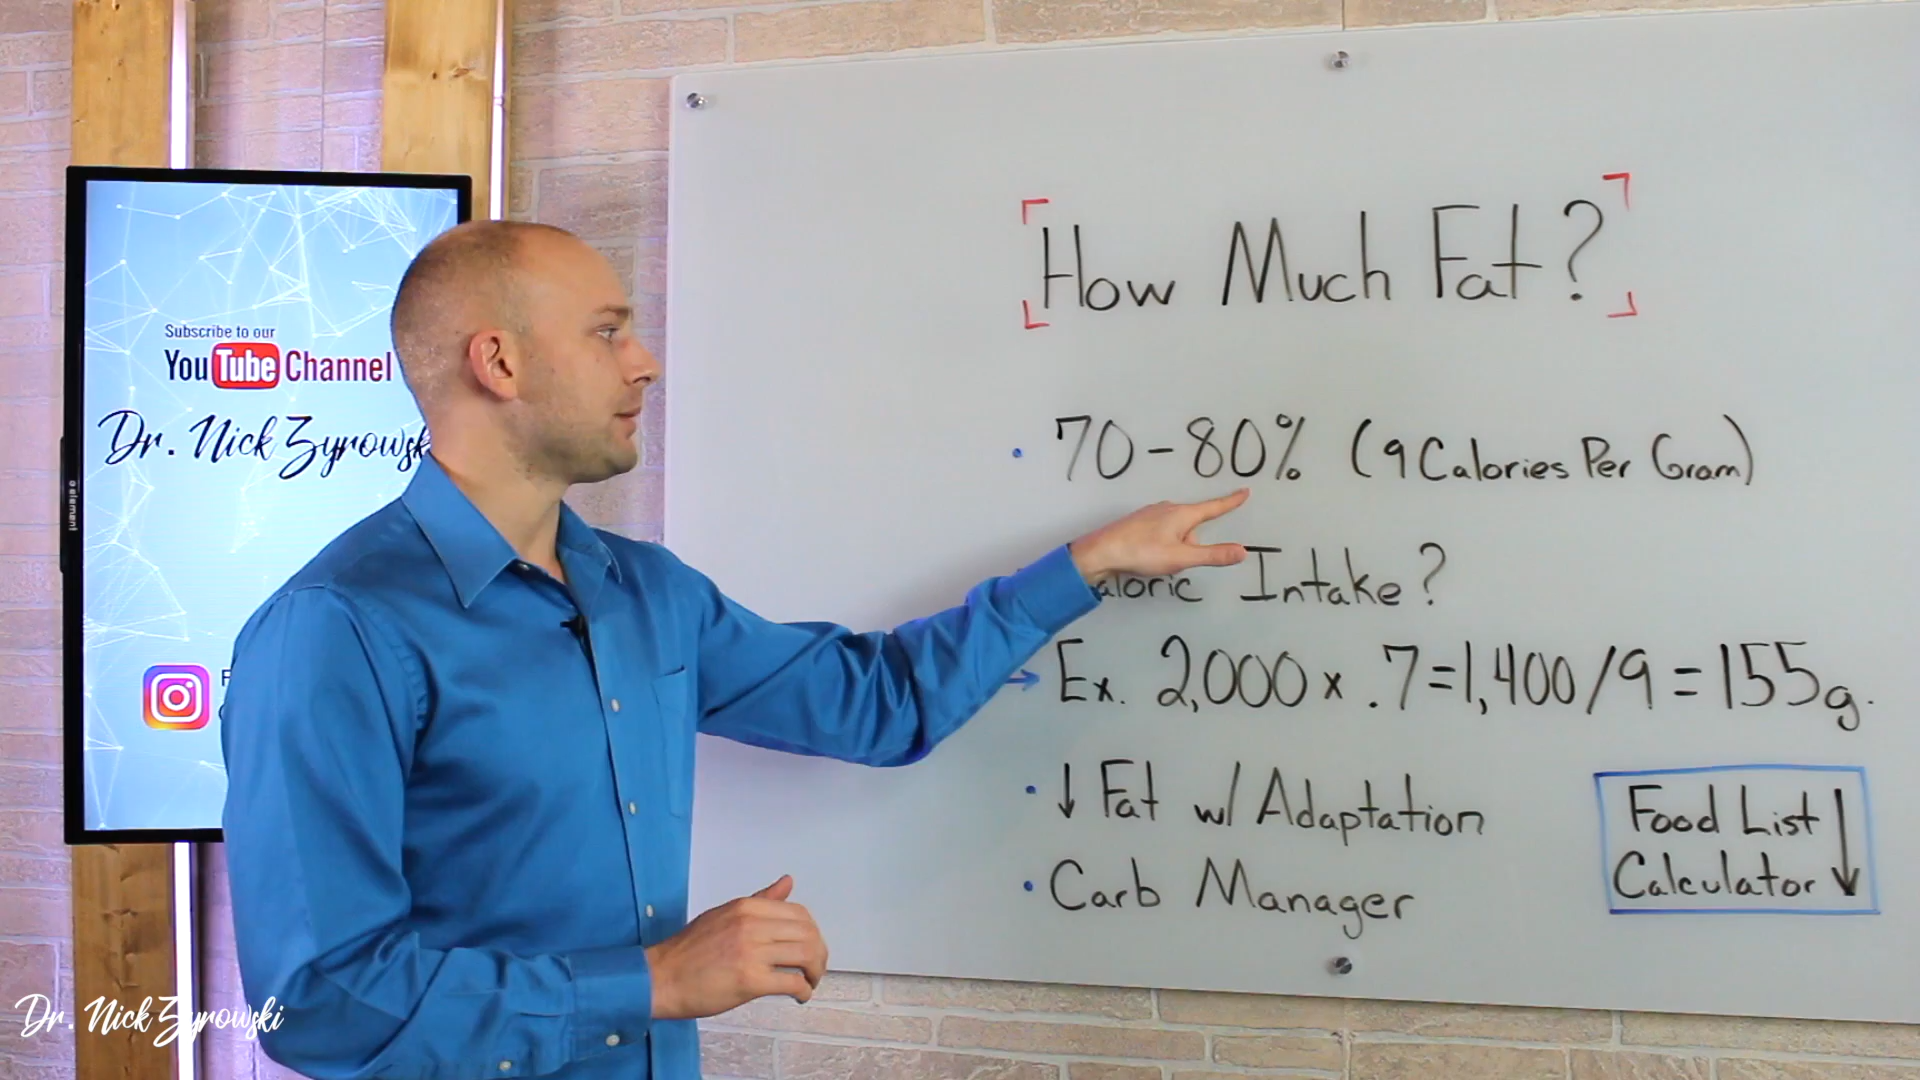 Subscribe to our
YouTube Channel
Dr. Nick Zyrowski
element
How Much Fat?
• 70-80% (9 Calories Per Gram)
Intake?
→ Ex. 2,000 x .7=1,400/9=155g.
• ↓ Fat w/ Adaptation
• Carb Manager
Food List
Calculator ↓
Dr. Nick Zyrowski